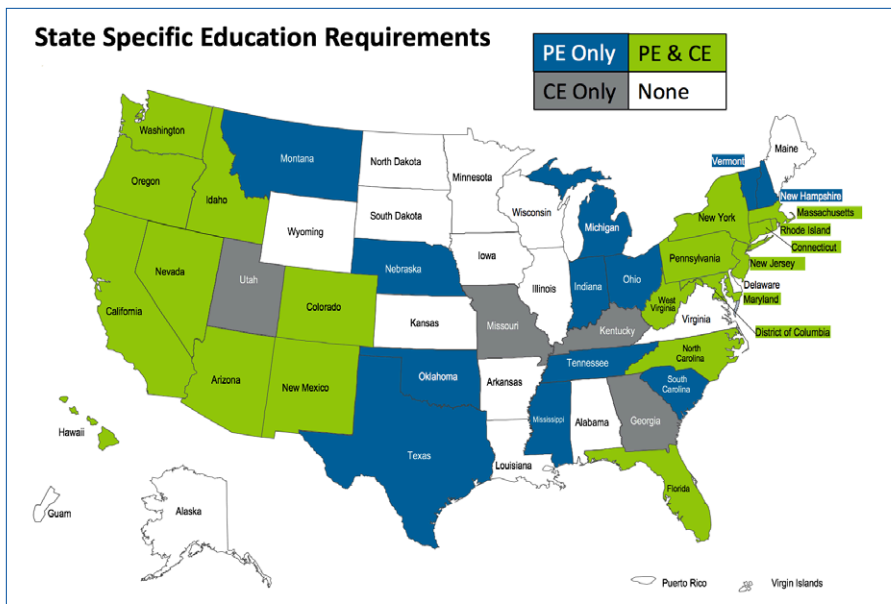 State Specific Education Requirements
PE Only
PE & CE
CE Only
None
Washington
Oregon
Idaho
Montana
North Dakota
Minnesota
Maine
Vermont
New Hampshire
Massachusetts
Rhode Island
Connecticut
New Jersey
Delaware
Maryland
District of Columbia
New York
Pennsylvania
Wisconsin
Michigan
South Dakota
Wyoming
Iowa
Nebraska
Illinois
Indiana
Ohio
West
Virginia
Virginia
Nevada
Utah
Colorado
Kansas
Missouri
Kentucky
California
Arizona
New Mexico
Oklahoma
Arkansas
Tennessee
North
Carolina
South
Carolina
Mississippi
Alabama
Georgia
Texas
Louisiana
Florida
Hawaii
Guam
Alaska
Puerto Rico
Virgin Islands